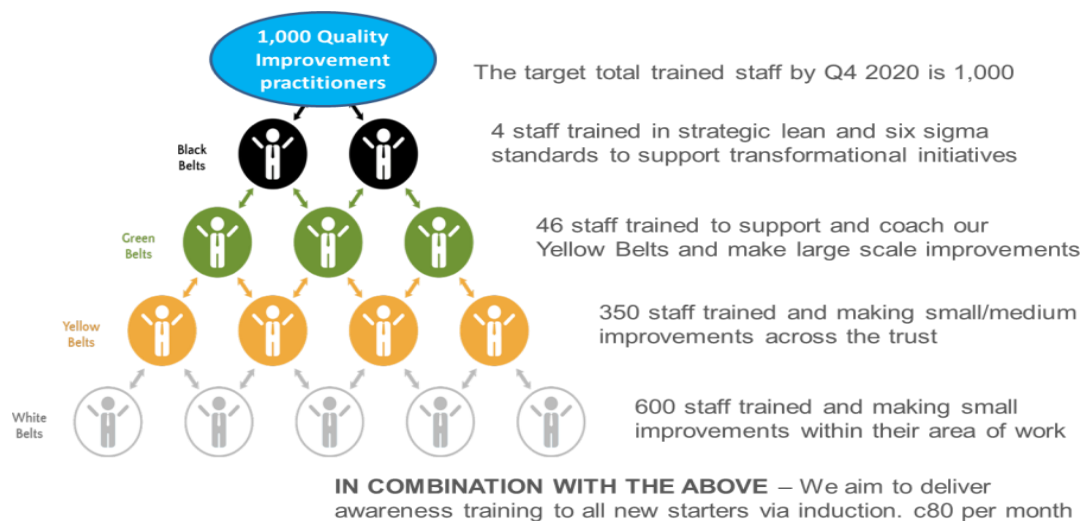 1,000 Quality
Improvement
practitioners
The target total trained staff by Q4 2020 is 1,000
Black
Belts
4 staff trained in strategic lean and six sigma
standards to support transformational initiatives
Green
Belts
46 staff trained to support and coach our
Yellow Belts and make large scale improvements
Yellow
Belts
350 staff trained and making small/medium
improvements across the trust
White
Belts
600 staff trained and making small
improvements within their area of work
IN COMBINATION WITH THE ABOVE – We aim to deliver
awareness training to all new starters via induction. c80 per month